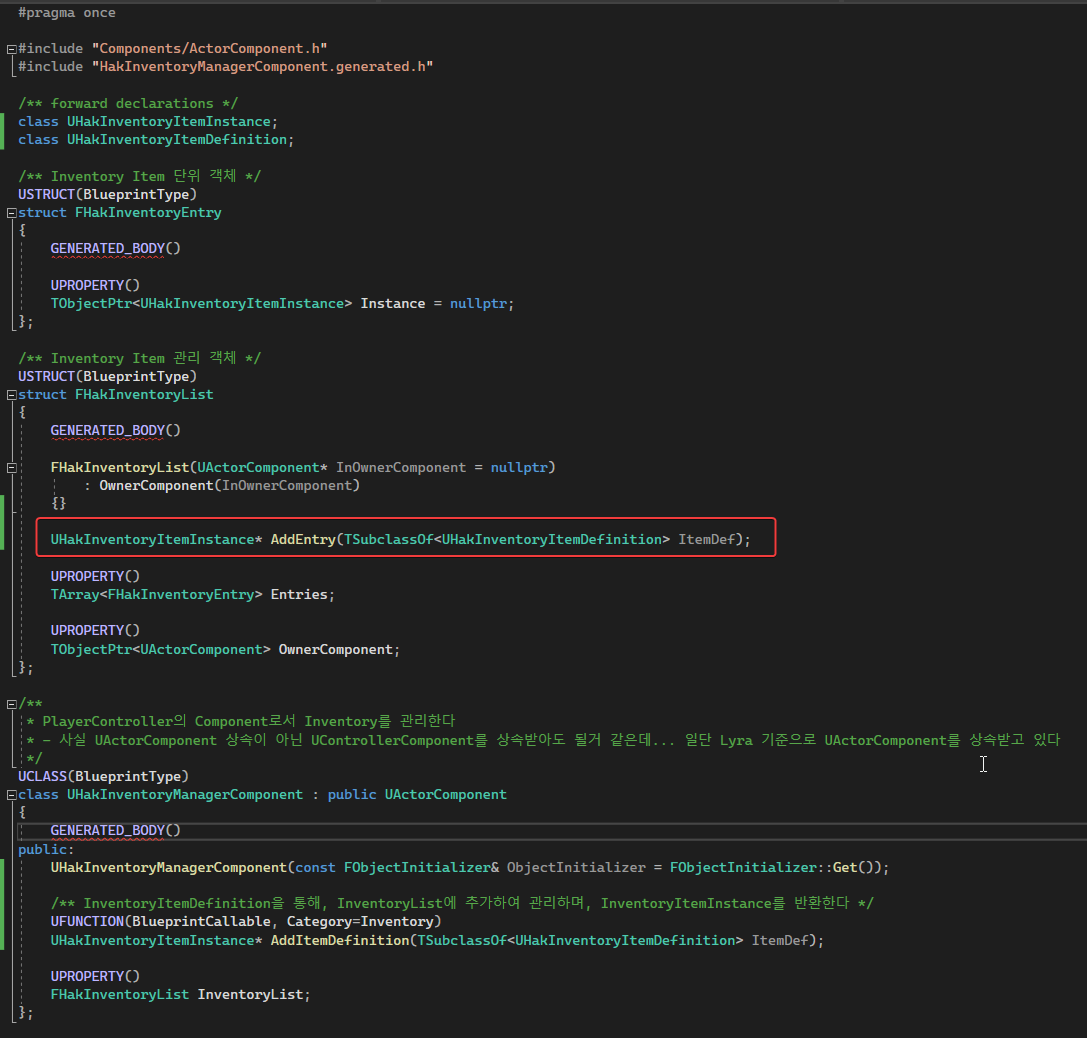 #pragma once
#include "Components/ActorComponent.h"
#include "HakInventoryManagerComponent.generated.h"
/** forward declarations */
class UHakInventoryItemInstance;
class UHakInventoryItemDefinition;
/** Inventory Item 단위 객체 */
USTRUCT(BlueprintType)
struct FHakInventoryEntry
{
GENERATED_BODY()
UPROPERTY()
TObjectPtr<UHakInventoryItemInstance> Instance = nullptr;
};
/** Inventory Item 관리 객체 */
USTRUCT(BlueprintType)
struct FHakInventoryList
{
GENERATED_BODY()
FHakInventoryList(UActorComponent* InOwnerComponent = nullptr)
: OwnerComponent(InOwnerComponent)
{}
UHakInventoryItemInstance* AddEntry(TSubclassOf<UHakInventoryItemDefinition> ItemDef);
UPROPERTY()
TArray<FHakInventoryEntry> Entries;
UPROPERTY()
TObjectPtr<UActorComponent> OwnerComponent;
};
/**
* PlayerController의 Component로서 Inventory를 관리한다
* - 사실 UActorComponent 상속이 아닌 UControllerComponent를 상속받아도 될거 같은데... 일단 Lyra 기준으로 UActorComponent를 상속받고 있다
*/
UCLASS(BlueprintType)
class UHakInventoryManagerComponent : public UActorComponent
{
GENERATED_BODY()
public:
UHakInventoryManagerComponent(const FObjectInitializer& ObjectInitializer = FObjectInitializer::Get());
/** InventoryItemDefinition을 통해, InventoryList에 추가하여 관리하며, InventoryItemInstance를 반환한다 */
UFUNCTION(BlueprintCallable, Category=Inventory)
UHakInventoryItemInstance* AddItemDefinition(TSubclassOf<UHakInventoryItemDefinition> ItemDef);
UPROPERTY()
FHakInventoryList InventoryList;
};